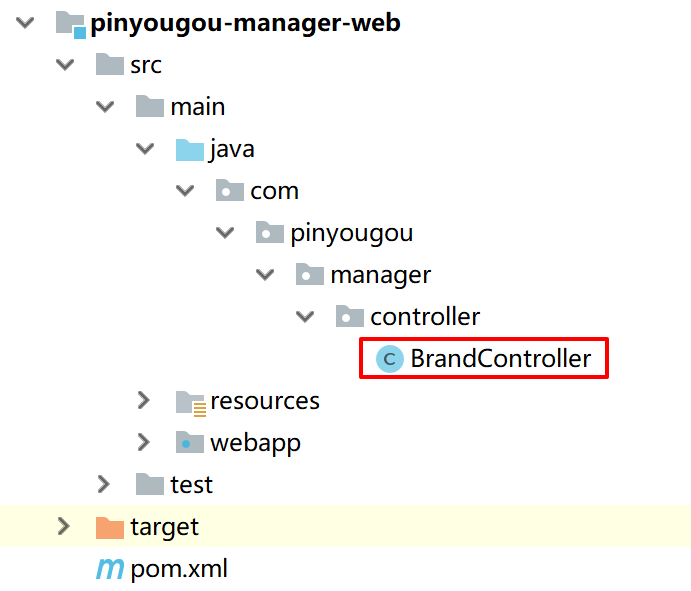 pinyougou-manager-web
src
main
java
com
pinyougou
manager
controller
C BrandController
resources
webapp
test
target
m pom.xml